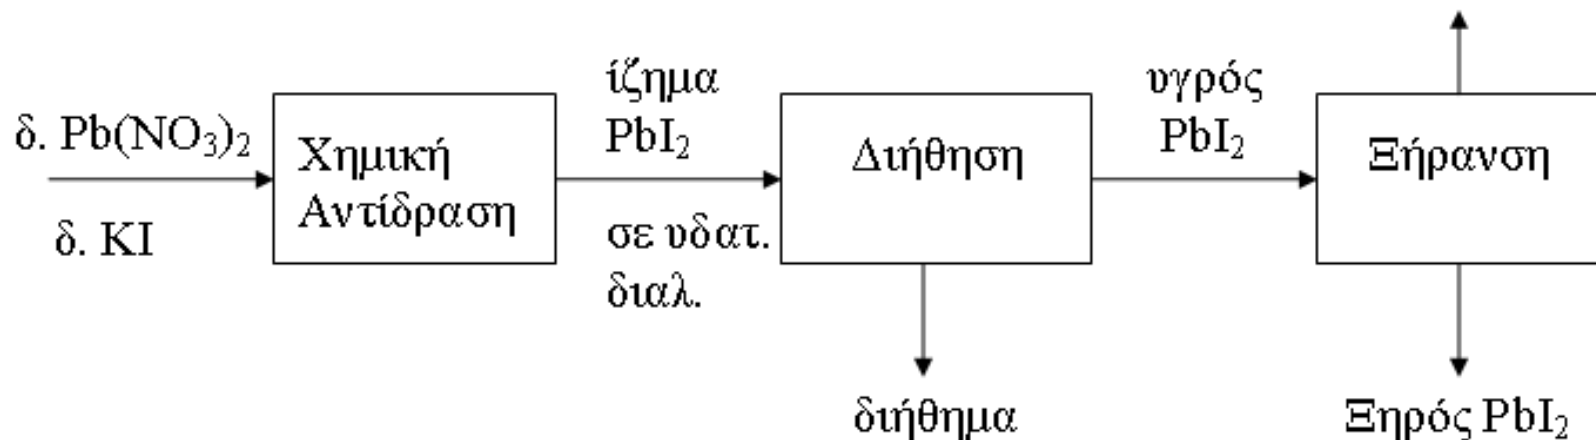 δ. Pb(NO₃)₂
δ. KI
Χημική
Αντίδραση
ίζημα
PbI₂
σε υδατ.
διαλ.
Διήθηση
διήθημα
υγρός
PbI₂
Ξήρανση
Ξηρός PbI₂